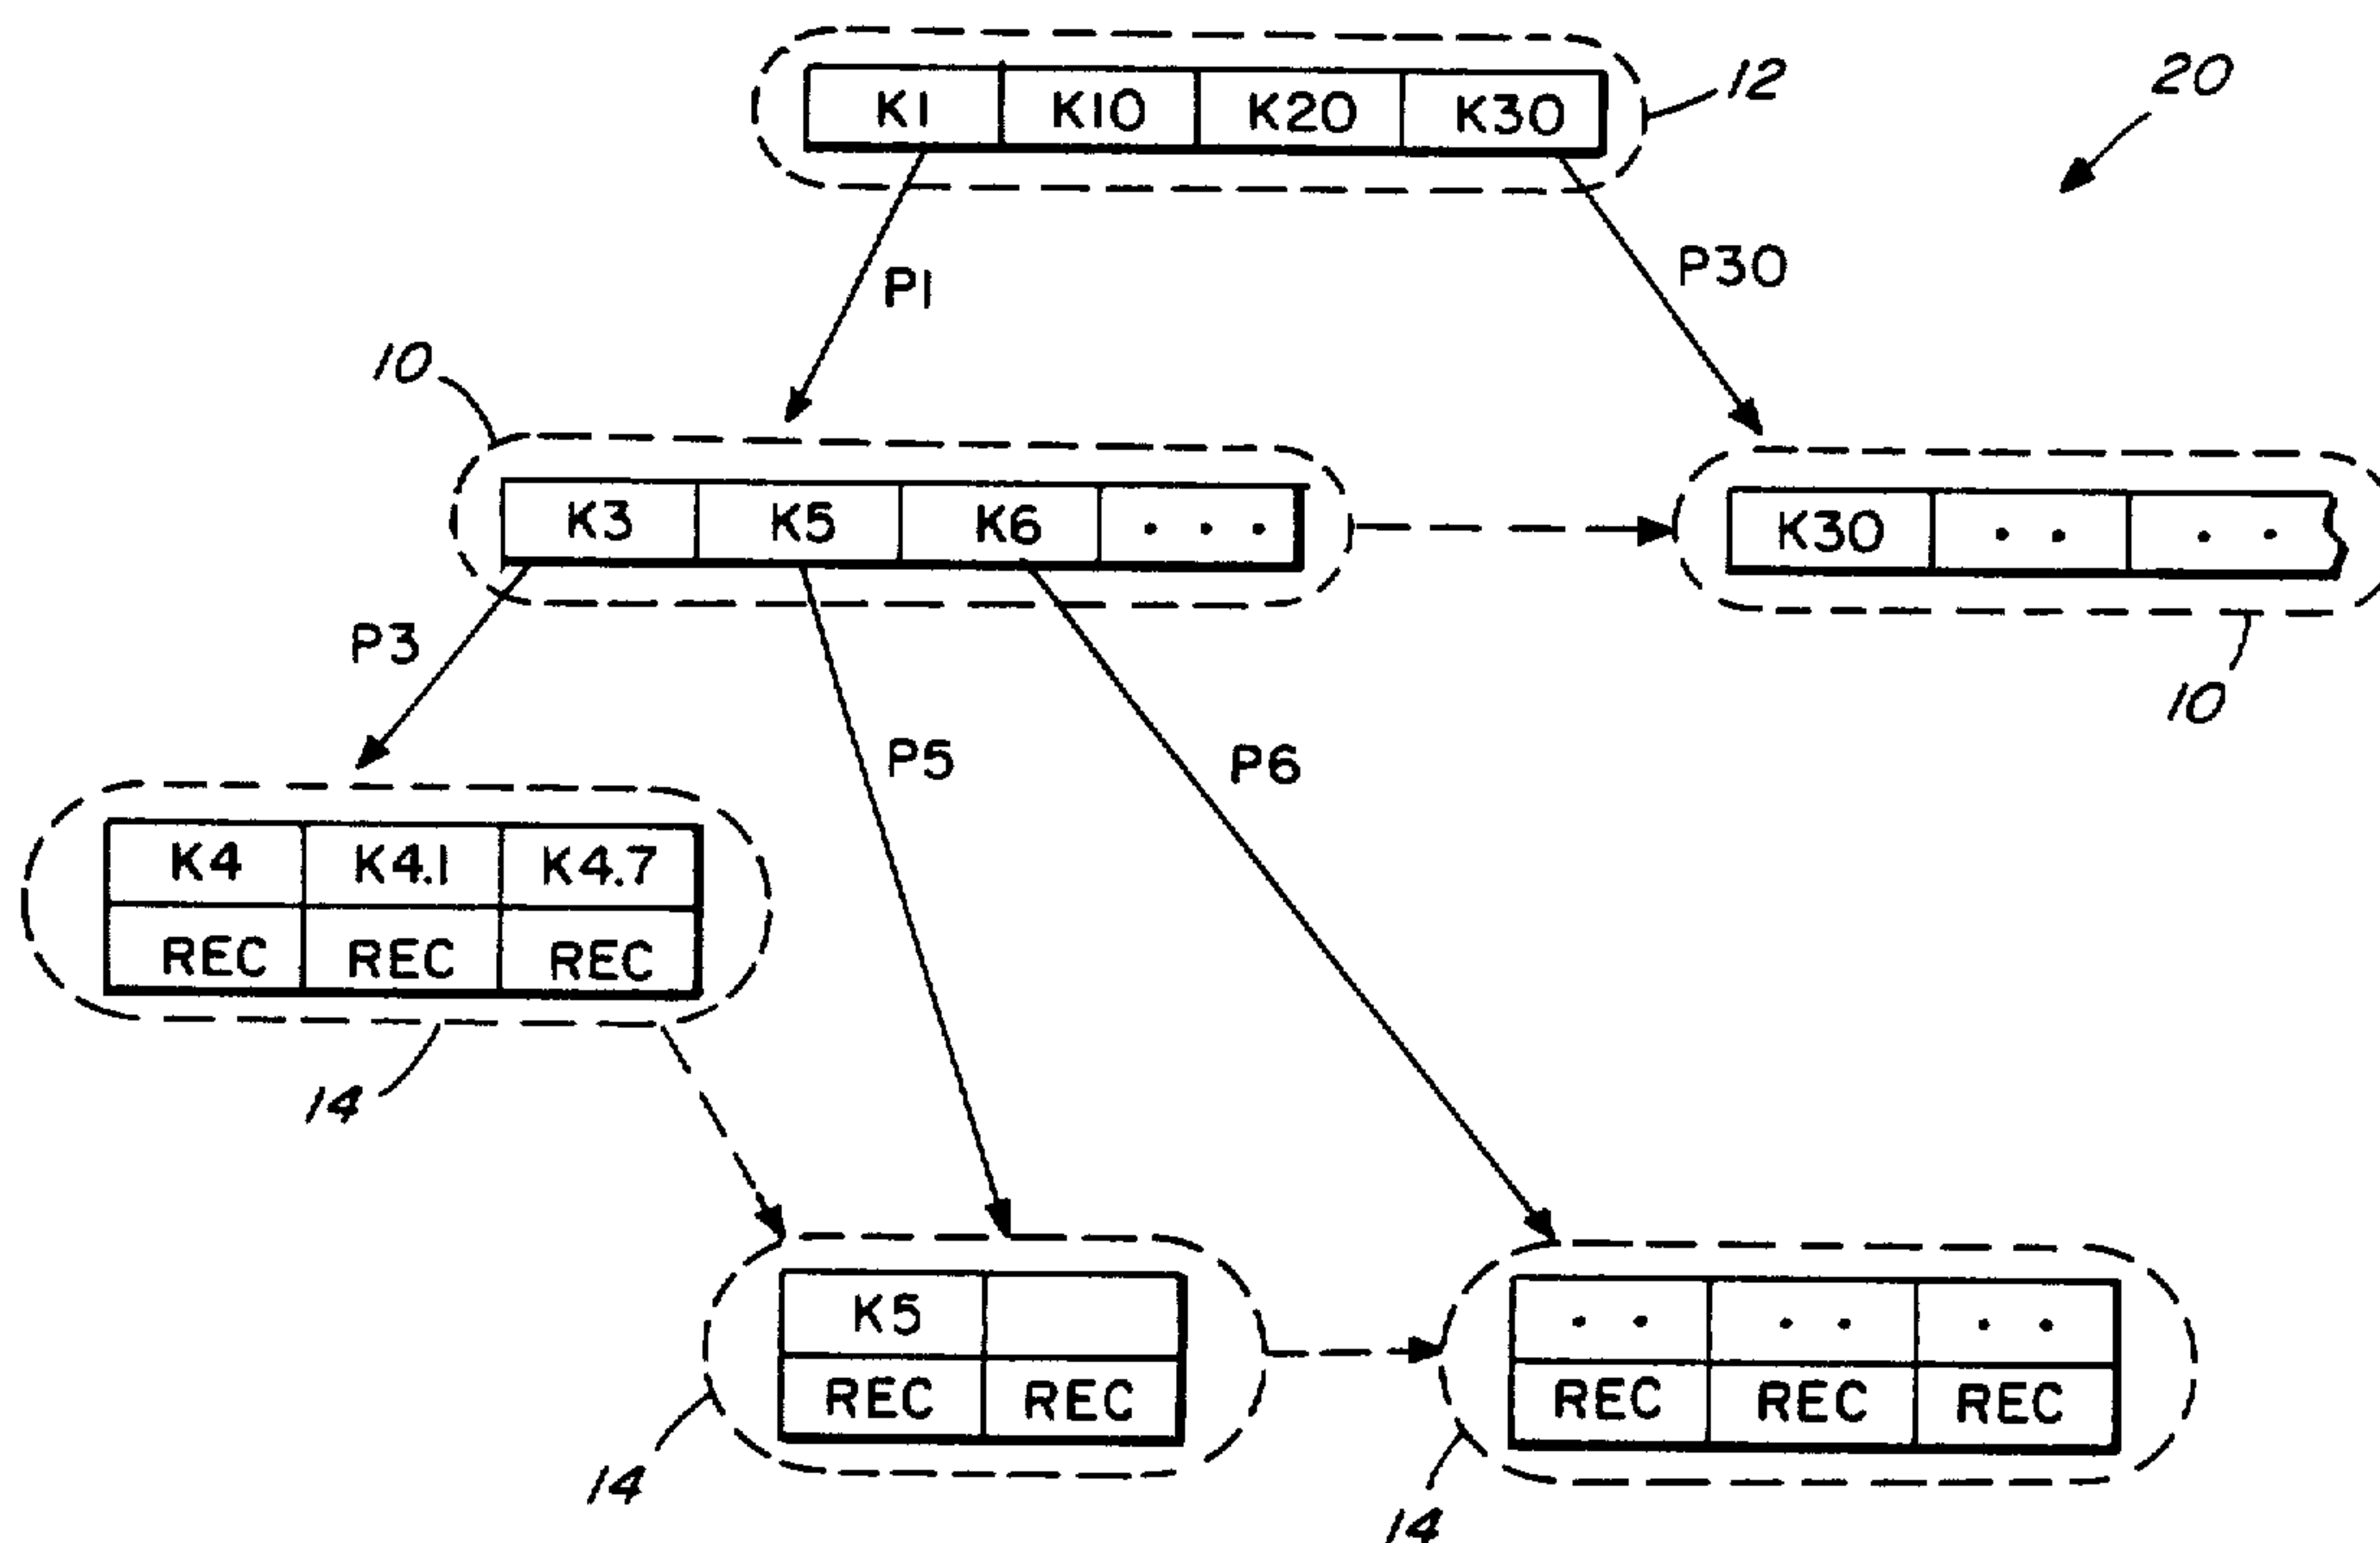 K1 K10 K20 K30
12
20
P1
P30
10
K3 K5 K6 . . .
K30 . . . .
10
P3
P5
P6
K4 K4.1 K4.7
REC REC REC
14
K5
REC REC
14
. . . . . .
REC REC REC
14